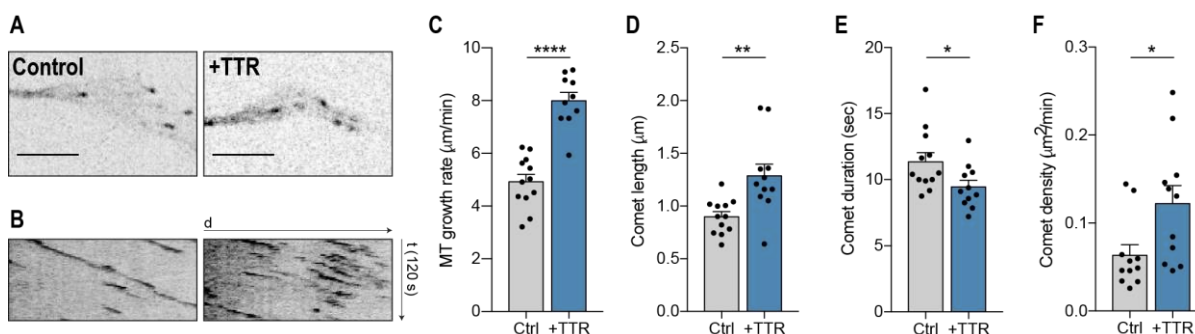 A
Control
+TTR
B
d
t (120 s)
C
MT growth rate (μm/min)
10
8
6
4
2
0
****
Ctrl +TTR
D
Comet length (μm)
2.5
2.0
1.5
1.0
0.5
0.0
**
Ctrl +TTR
E
Comet duration (sec)
20
15
10
5
0
*
Ctrl +TTR
F
Comet density (μm²/min)
0.3
0.2
0.1
0.0
*
Ctrl +TTR